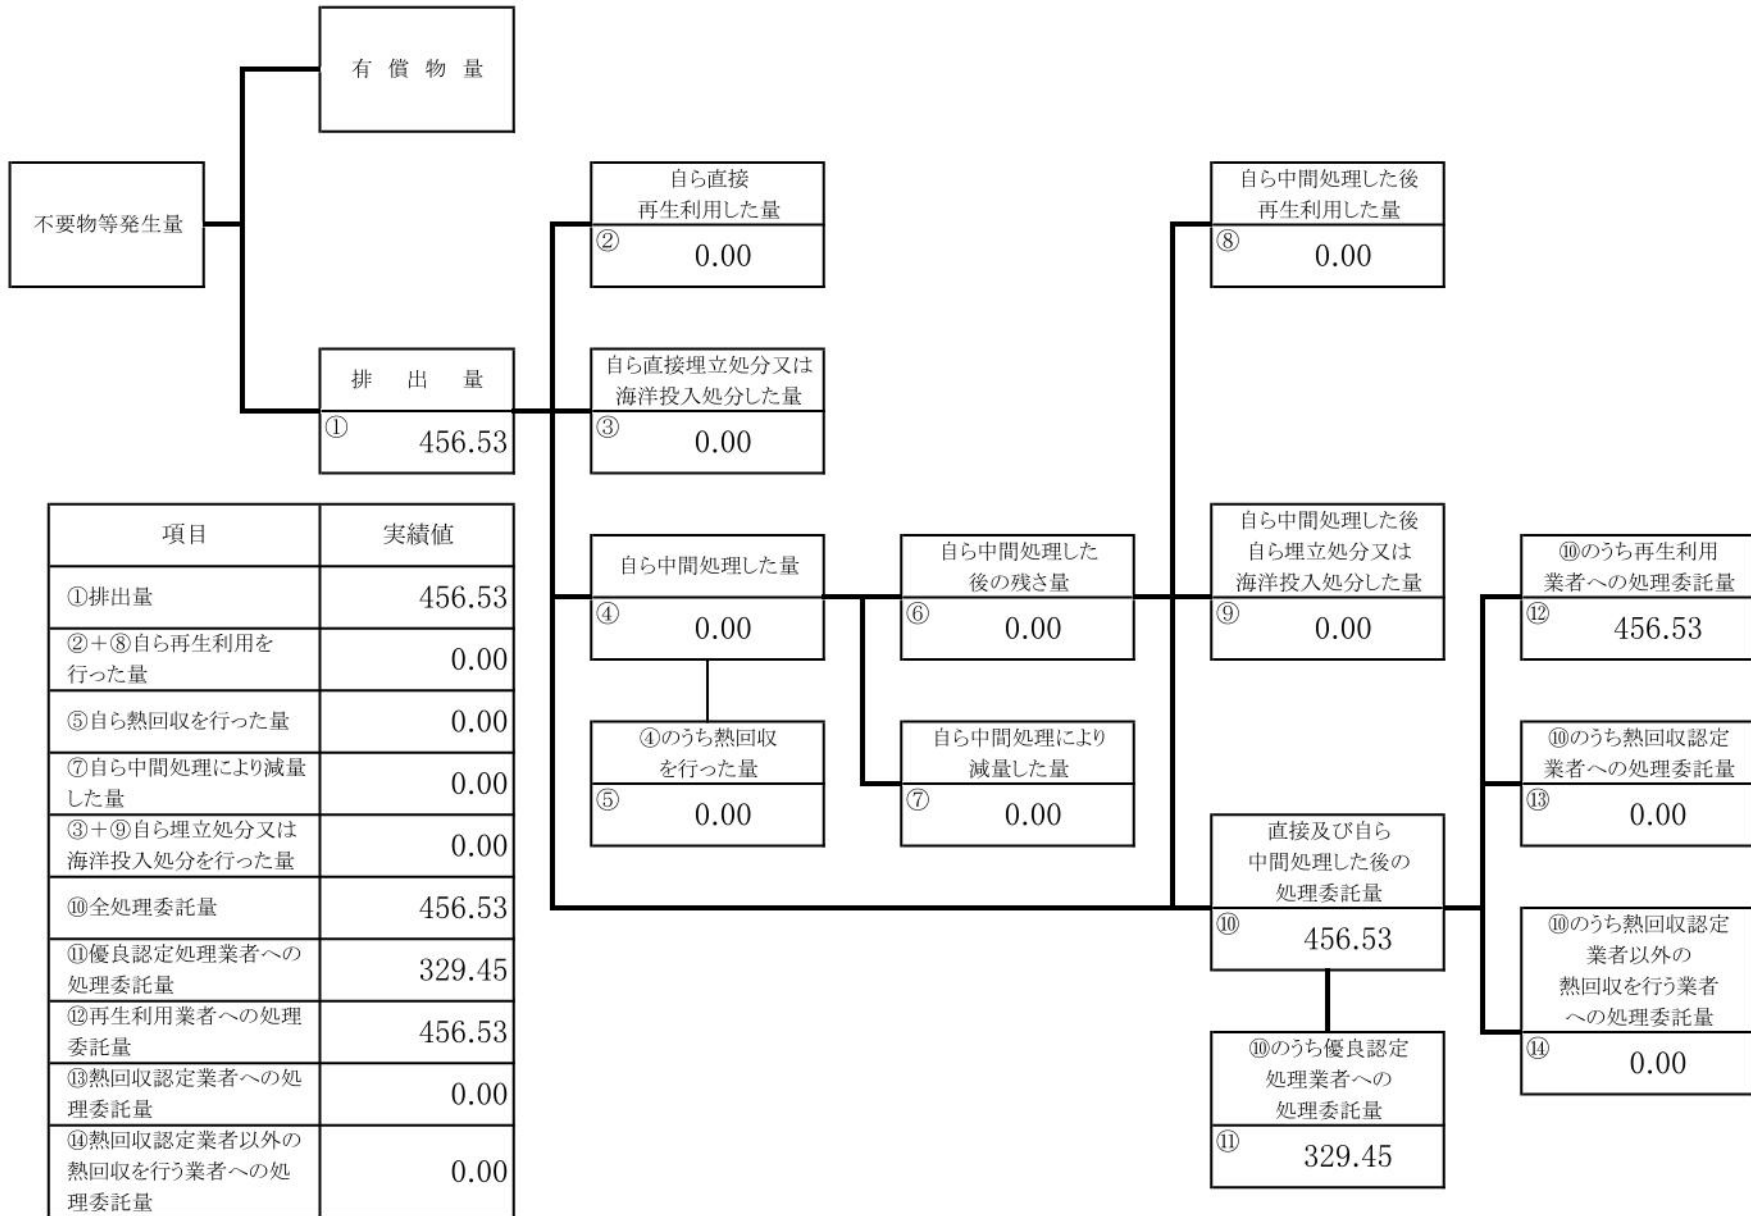 有償物量
不要物等発生量
排出量
①
456.53
自ら直接
再生利用した量
②
0.00
自ら直接埋立処分又は
海洋投入処分した量
③
0.00
自ら中間処理した量
④
0.00
④のうち熱回収
を行った量
⑤
0.00
自ら中間処理した
後の残さ量
⑥
0.00
自ら中間処理により
減量した量
⑦
0.00
自ら中間処理した後
再生利用した量
⑧
0.00
自ら中間処理した後
自ら埋立処分又は
海洋投入処分した量
⑨
0.00
直接及び自ら
中間処理した後の
処理委託量
⑩
456.53
⑩のうち優良認定
処理業者への
処理委託量
⑪
329.45
⑩のうち再生利用
業者への処理委託量
⑫
456.53
⑩のうち熱回収認定
業者への処理委託量
⑬
0.00
⑩のうち熱回収認定
業者以外の
熱回収を行う業者
への処理委託量
⑭
0.00
項目
実績値
①排出量
456.53
②＋⑧自ら再生利用を
行った量
0.00
⑤自ら熱回収を行った量
0.00
⑦自ら中間処理により減量
した量
0.00
③＋⑨自ら埋立処分又は
海洋投入処分を行った量
0.00
⑩全処理委託量
456.53
⑪優良認定処理業者への
処理委託量
329.45
⑫再生利用業者への処理
委託量
456.53
⑬熱回収認定業者への処
理委託量
0.00
⑭熱回収認定業者以外の
熱回収を行う業者への処
理委託量
0.00